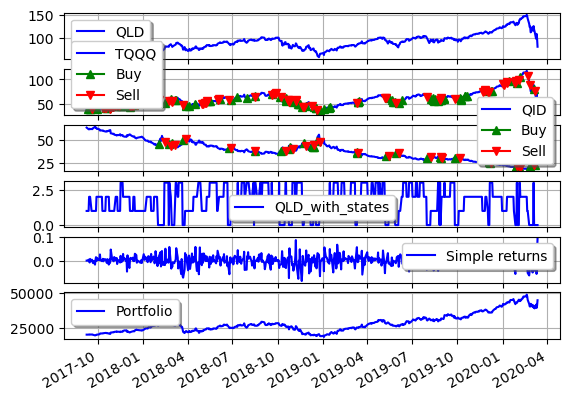 150
100
QLD
TQQQ
Buy
Sell
100
50
QID
Buy
Sell
50
25
2.5
0.0
QLD_with_states
0.1
0.0
Simple returns
50000
25000
Portfolio
2017-10
2018-01
2018-04
2018-07
2018-10
2019-01
2019-04
2019-07
2019-10
2020-01
2020-04